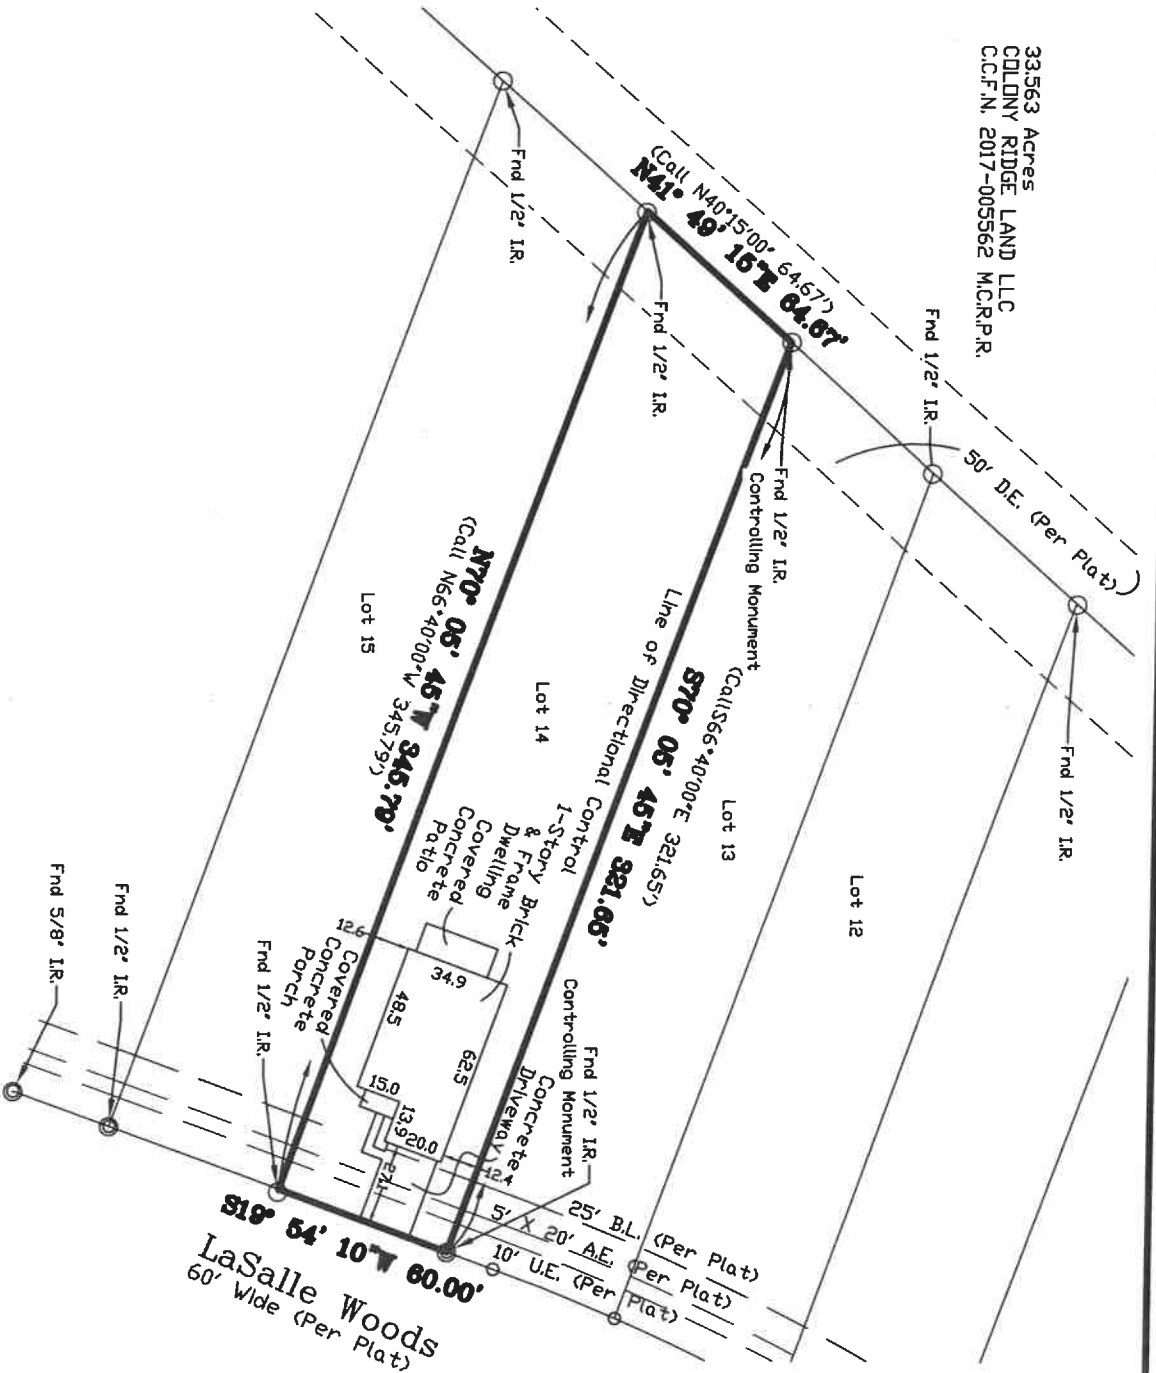 33.563 Acres
COLONY RIDGE LAND LLC
C.C.F.N. 2017-005562 M.C.R.P.R.
Fnd 1/2" I.R.
(Call N40°15'00" 64.67')
N41° 49' 15"E 64.67'
Fnd 1/2" I.R.
Fnd 1/2" I.R.
50' D.E. (Per Plat)
Fnd 1/2" I.R.
Controlling Monument
Fnd 1/2" I.R.
Line of Directional Control
(CallS66°40'00"E 321.65')
S70° 05' 45"E 321.65'
Lot 12
Lot 13
Lot 14
Lot 15
N70° 05' 45"W 345.79'
(Call N66°40'00"W 345.79')
1-Story Brick
& Frame
Dwelling
Covered
Concrete
Patio
12.6
34.9
48.5
62.5
15.0
13.9
20.0
27.1
12.4
Covered
Concrete
Porch
Concrete
Driveway
Fnd 1/2" I.R.
Controlling Monument
Fnd 1/2" I.R.
Fnd 1/2" I.R.
Fnd 5/8" I.R.
25' B.L. (Per Plat)
5' X 20' A.E. (Per Plat)
10' U.E. (Per Plat)
S19° 54' 10"W 60.00'
LaSalle Woods
60' Wide (Per Plat)